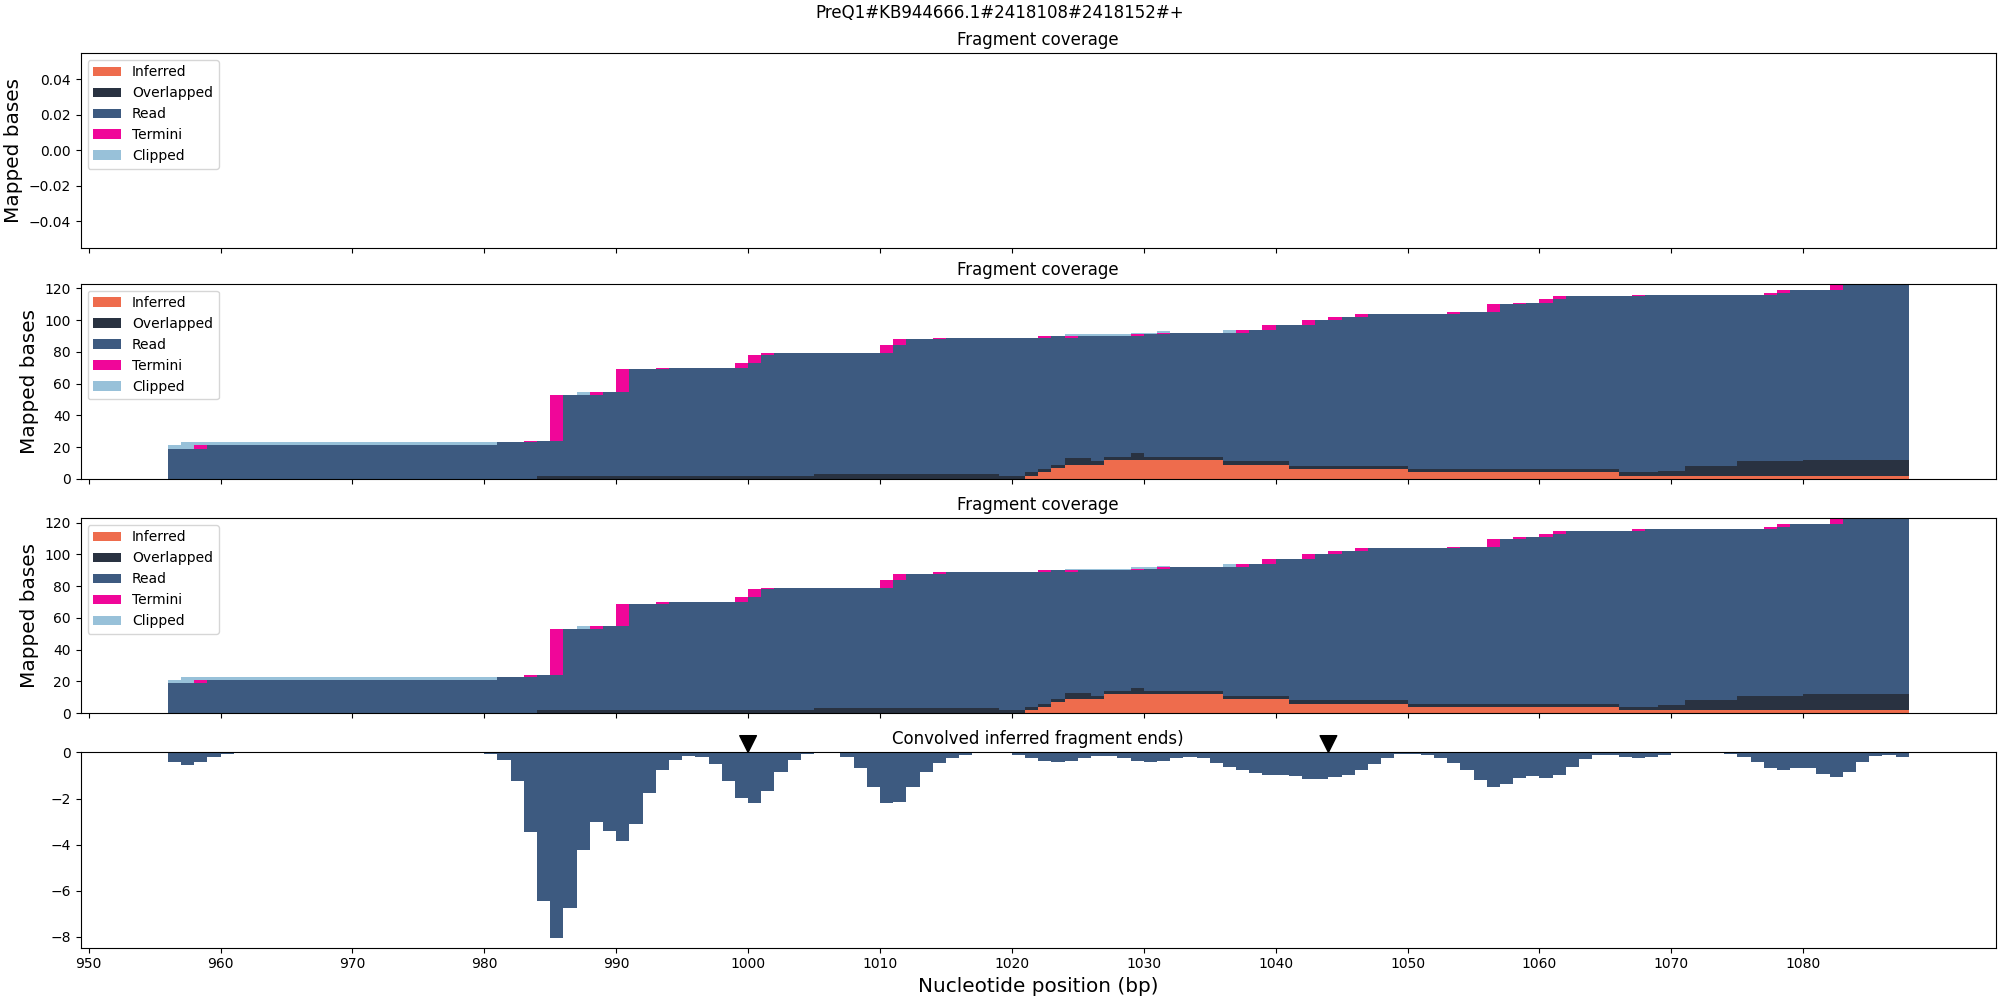 PreQ1#KB944666.1#2418108#2418152#+
Fragment coverage
Mapped bases
0.04
0.02
0.00
−0.02
−0.04
Inferred
Overlapped
Read
Termini
Clipped
Fragment coverage
Mapped bases
120
100
80
60
40
20
0
Inferred
Overlapped
Read
Termini
Clipped
Fragment coverage
Mapped bases
120
100
80
60
40
20
0
Inferred
Overlapped
Read
Termini
Clipped
Convolved inferred fragment ends)
0
−2
−4
−6
−8
950 960 970 980 990 1000 1010 1020 1030 1040 1050 1060 1070 1080
Nucleotide position (bp)